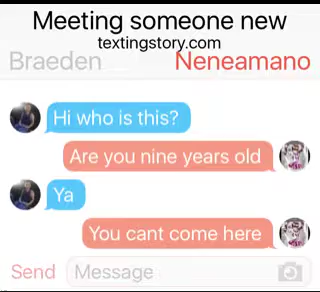 Meeting someone new
textingstory.com
Braeden Neneamano
Hi who is this?
Are you nine years old
Ya
You cant come here
Send Message